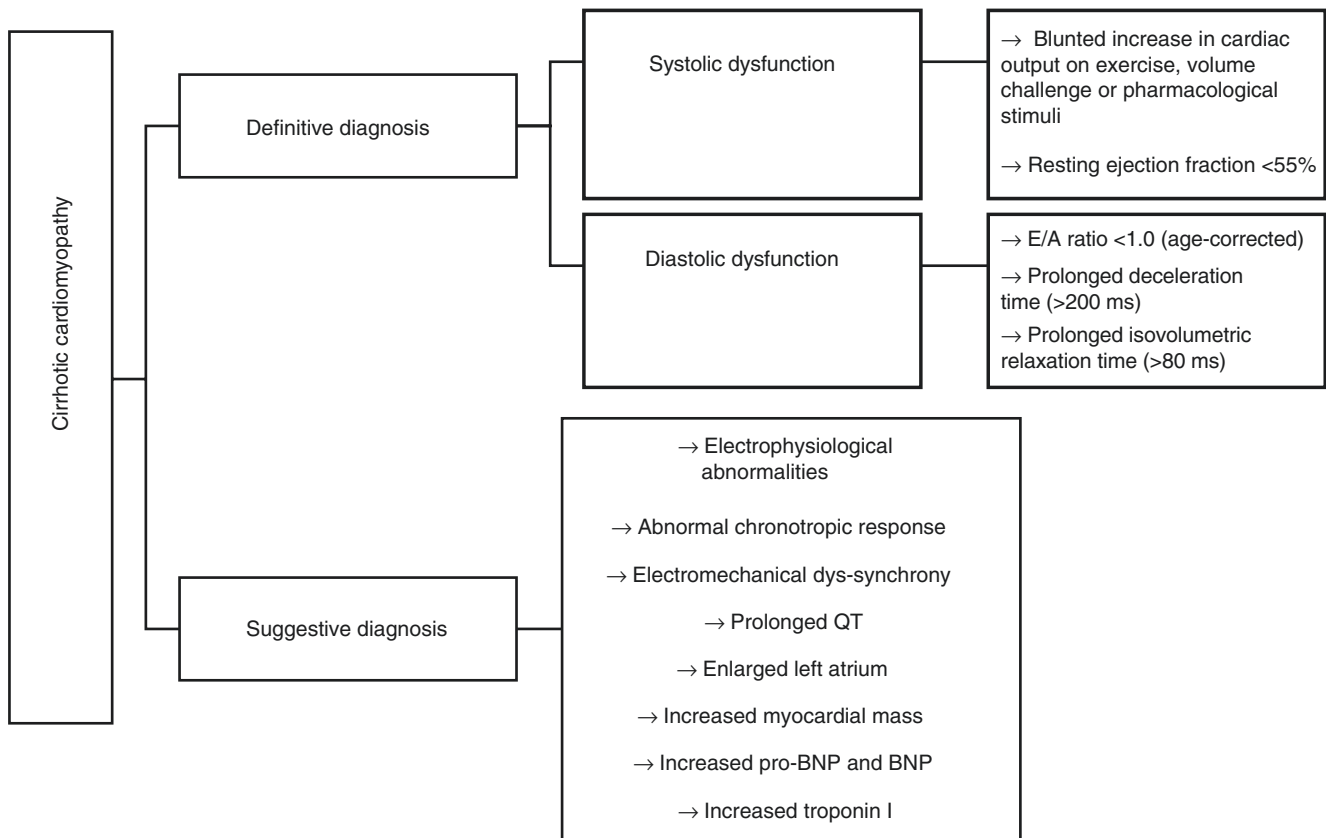 Cirrhotic cardiomyopathy
Definitive diagnosis
Systolic dysfunction
→ Blunted increase in cardiac
output on exercise, volume
challenge or pharmacological
stimuli
→ Resting ejection fraction <55%
Diastolic dysfunction
→ E/A ratio <1.0 (age-corrected)
→ Prolonged deceleration
time (>200 ms)
→ Prolonged isovolumetric
relaxation time (>80 ms)
Suggestive diagnosis
→ Electrophysiological
abnormalities
→ Abnormal chronotropic response
→ Electromechanical dys-synchrony
→ Prolonged QT
→ Enlarged left atrium
→ Increased myocardial mass
→ Increased pro-BNP and BNP
→ Increased troponin I